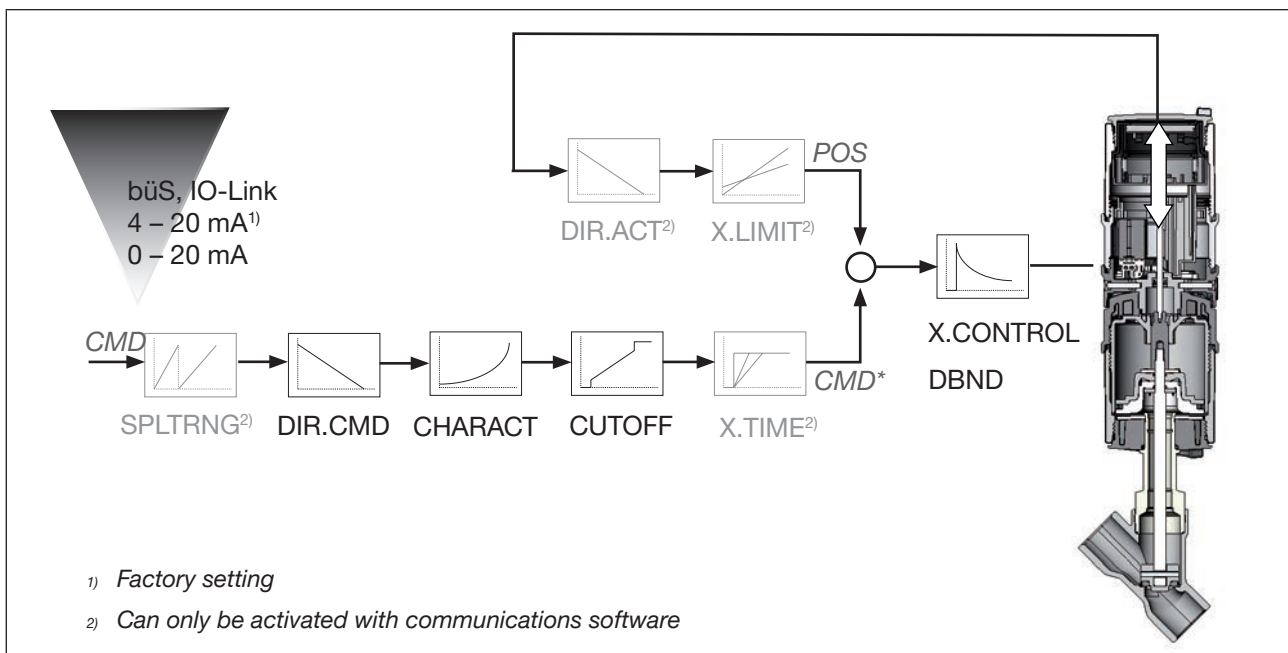 büS, IO-Link
4 – 20 mA1)
0 – 20 mA
POS
DIR.ACT2)
X.LIMIT2)
CMD
SPLTRNG2)
DIR.CMD
CHARACT
CUTOFF
X.TIME2)
CMD*
X.CONTROL
DBND
1) Factory setting
2) Can only be activated with communications software